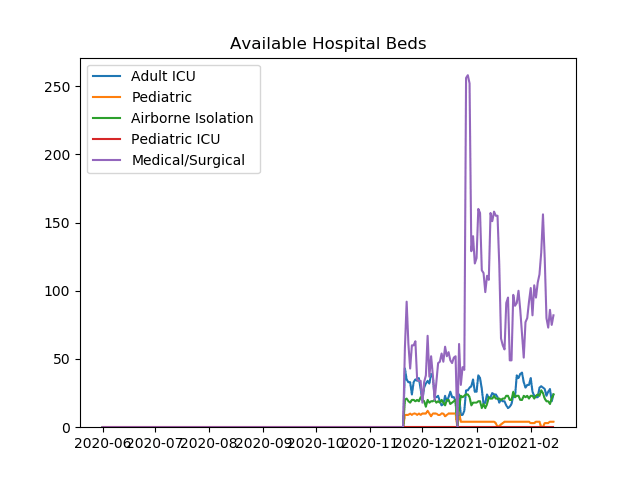 Available Hospital Beds
Adult ICU
Pediatric
Airborne Isolation
Pediatric ICU
Medical/Surgical
250
200
150
100
50
0
2020-06 2020-07 2020-08 2020-09 2020-10 2020-11 2020-12 2021-01 2021-02